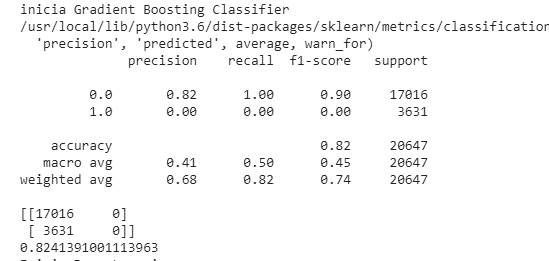 inicia Gradient Boosting Classifier
/usr/local/lib/python3.6/dist-packages/sklearn/metrics/classification
'precision', 'predicted', average, warn_for)
precision recall f1-score support
0.0 0.82 1.00 0.90 17016
1.0 0.00 0.00 0.00 3631
accuracy 0.82 20647
macro avg 0.41 0.50 0.45 20647
weighted avg 0.68 0.82 0.74 20647
[[17016 0]
[ 3631 0]]
0.8241391001113963